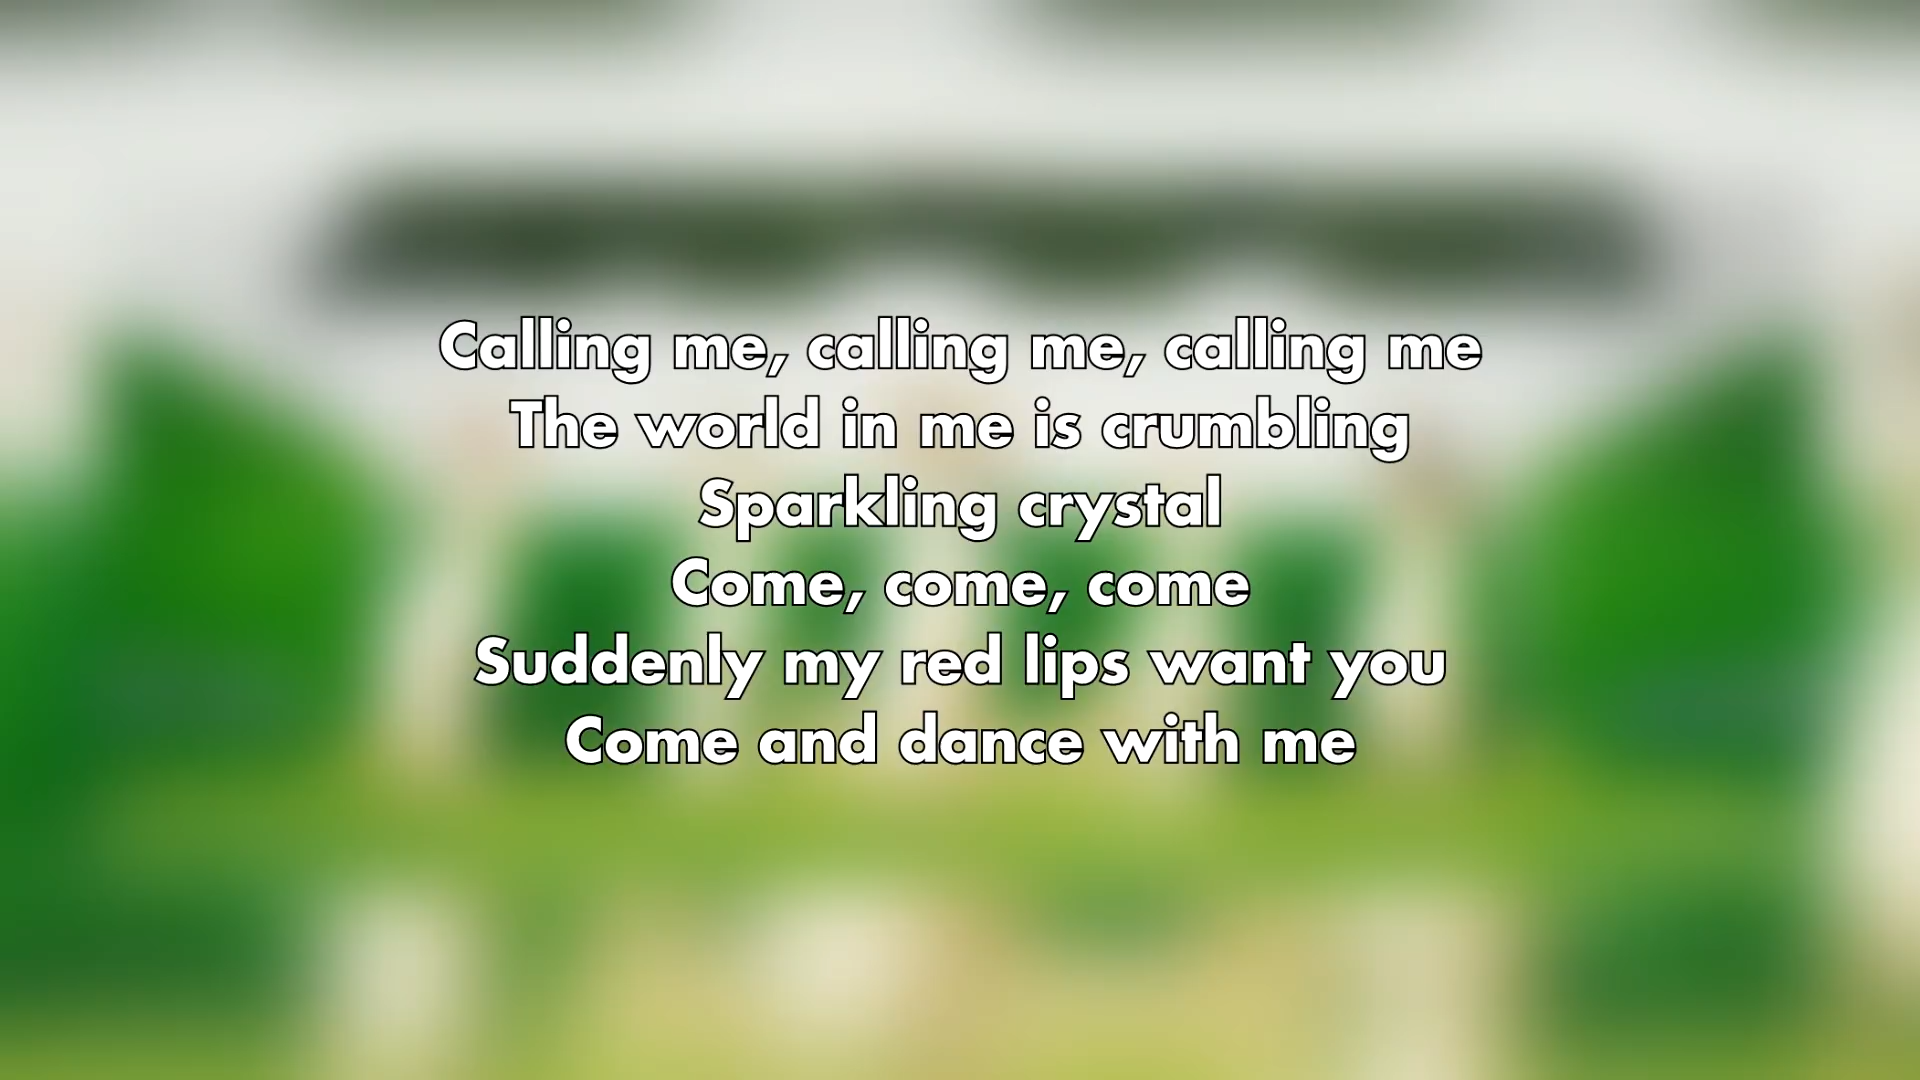 Calling me, calling me, calling me
The world in me is crumbling
Sparkling crystal
Come, come, come
Suddenly my red lips want you
Come and dance with me